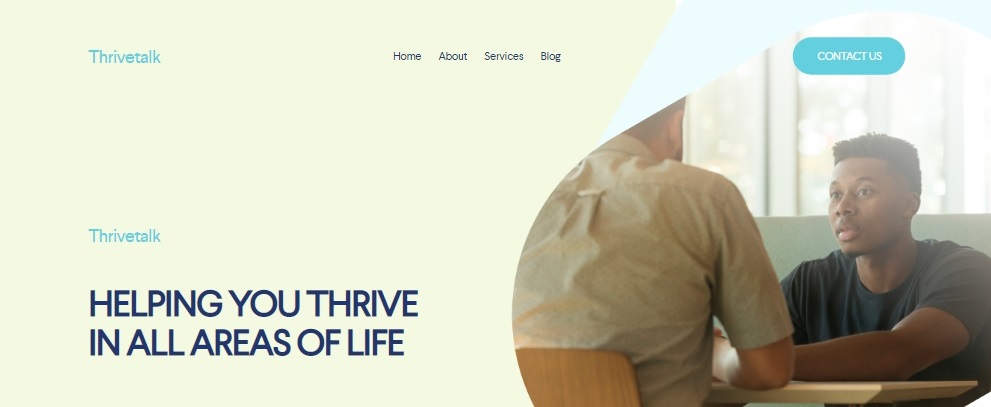 Thrivetalk
Home About Services Blog
CONTACT US
Thrivetalk
HELPING YOU THRIVE
IN ALL AREAS OF LIFE